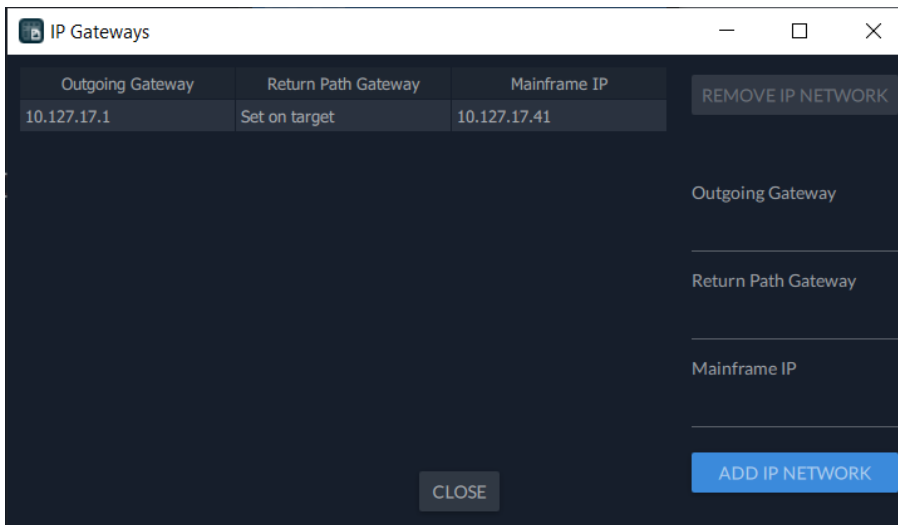 IP Gateways
Outgoing Gateway Return Path Gateway Mainframe IP
10.127.17.1 Set on target 10.127.17.41
REMOVE IP NETWORK
Outgoing Gateway
Return Path Gateway
Mainframe IP
ADD IP NETWORK
CLOSE